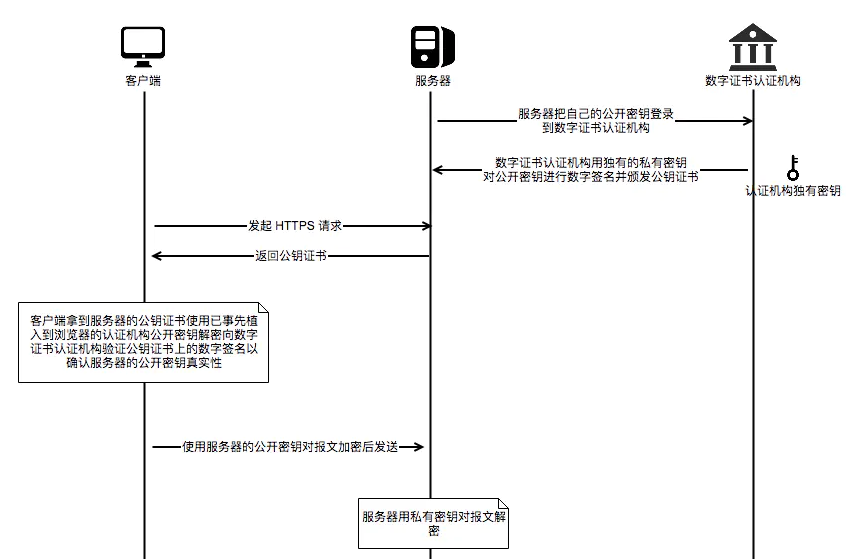 客户端
服务器
数字证书认证机构
服务器把自己的公开密钥登录
到数字证书认证机构
数字证书认证机构用独有的私有密钥
对公开密钥进行数字签名并颁发公钥证书
认证机构独有密钥
发起 HTTPS 请求
返回公钥证书
客户端拿到服务器的公钥证书使用已事先植
入到浏览器的认证机构公开密钥解密向数字
证书认证机构验证公钥证书上的数字签名以
确认服务器的公开密钥真实性
使用服务器的公开密钥对报文加密后发送
服务器用私有密钥对报文解
密